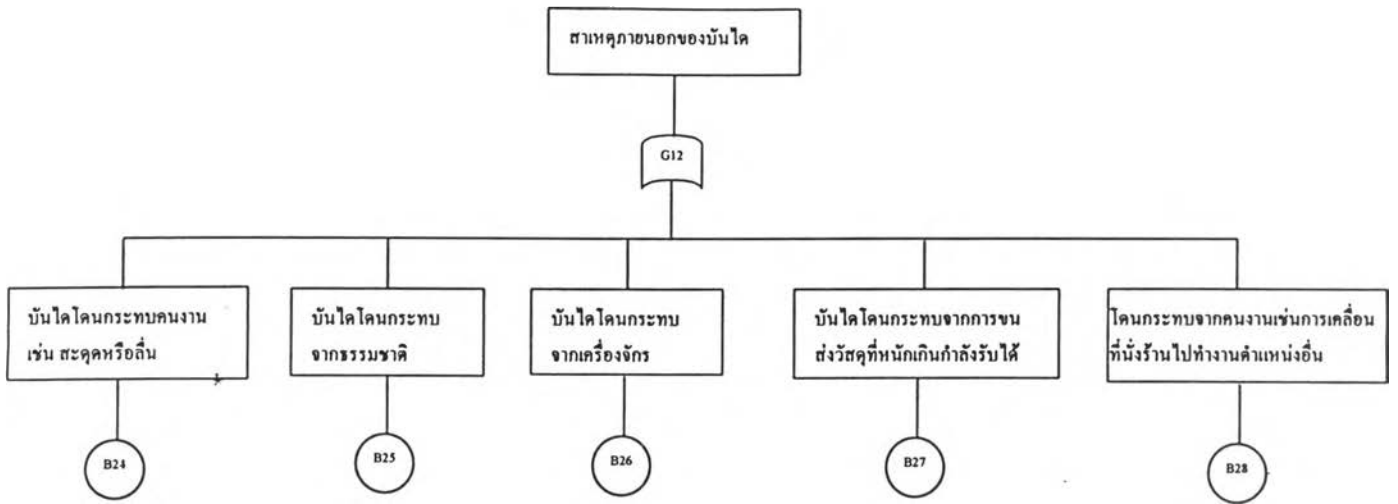 สาเหตุภายนอกของบันได
G12
บันไดโดนกระทบคนงาน
เช่น สะดุดหรือลื่น
บันไดโดนกระทบ
จากธรรมชาติ
บันไดโดนกระทบ
จากเครื่องจักร
บันไดโดนกระทบจากการขน
ส่งวัสดุที่หนักเกินกำลังรับได้
โดนกระทบจากคนงานเช่นการเคลื่อน
ที่นั่งร้านไปทำงานตำแหน่งอื่น
B24
B25
B26
B27
B28